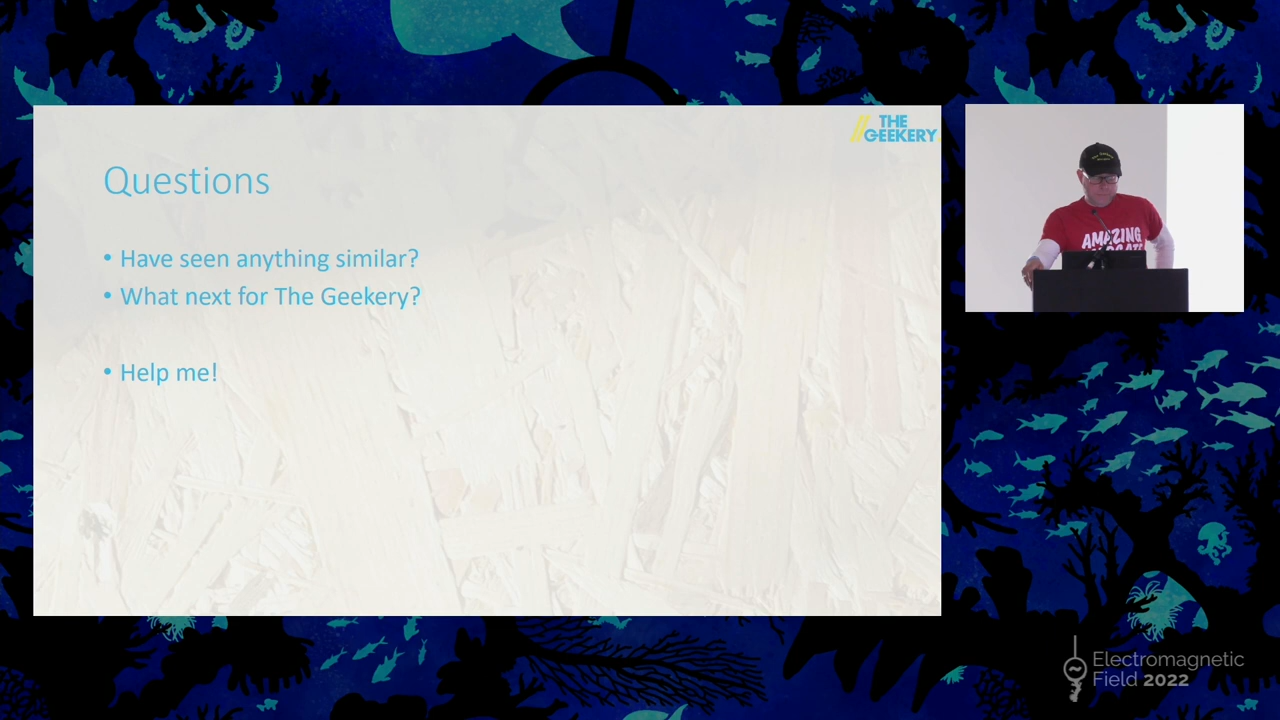 THE
GEEKERY
Questions
• Have seen anything similar?
• What next for The Geekery?
• Help me!
AMAZING
Electromagnetic
Field 2022